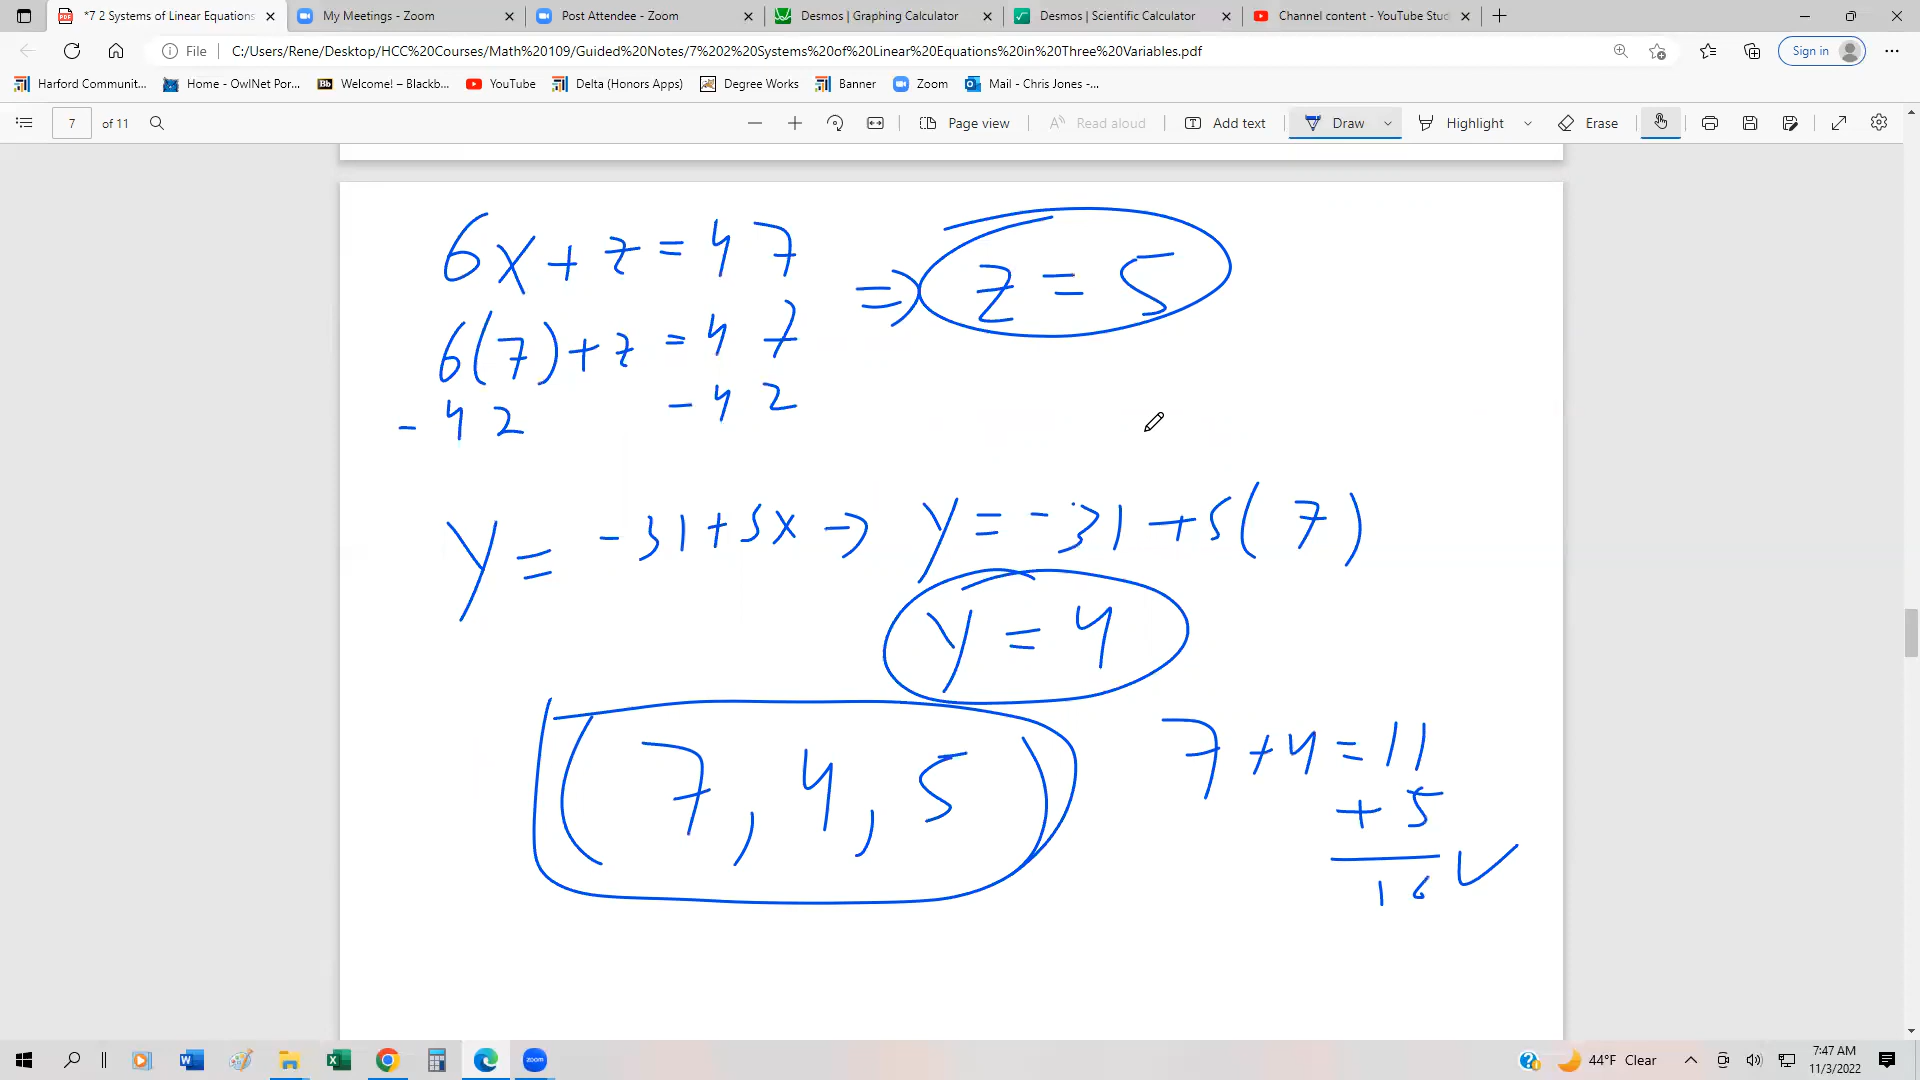 *7 2 Systems of Linear Equations
My Meetings - Zoom
Post Attendee - Zoom
Desmos | Graphing Calculator
Desmos | Scientific Calculator
Channel content - YouTube Stud
File
C:/Users/Rene/Desktop/HCC%20Courses/Math%20109/Guided%20Notes/7%202%20Systems%20of%20Linear%20Equations%20in%20Three%20Variables.pdf
Sign in
Harford Communit...
Home - OwlNet Por...
Bb Welcome! – Blackb...
YouTube
Delta (Honors Apps)
Degree Works
Banner
Zoom
Mail - Chris Jones -...
7 of 11
Page view
Read aloud
Add text
Draw
Highlight
Erase
6x + z = 47
=> z = 5
6(7) + z = 47
- 42 - 42
y = -31 + 5x → y = -31 + 5(7)
y = 4
(7, 4, 5)
7 + 4 = 11
+ 5
16 ✓
44°F Clear
7:47 AM
11/3/2022